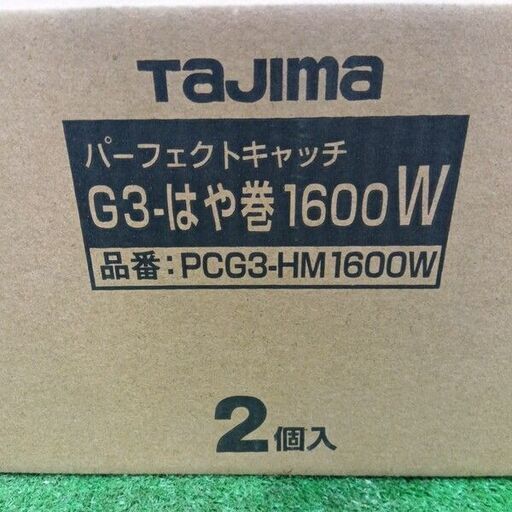 TaJima
パーフェクトキャッチ
G3-はや巻1600W
品番:PCG3-HM1600W
2個入